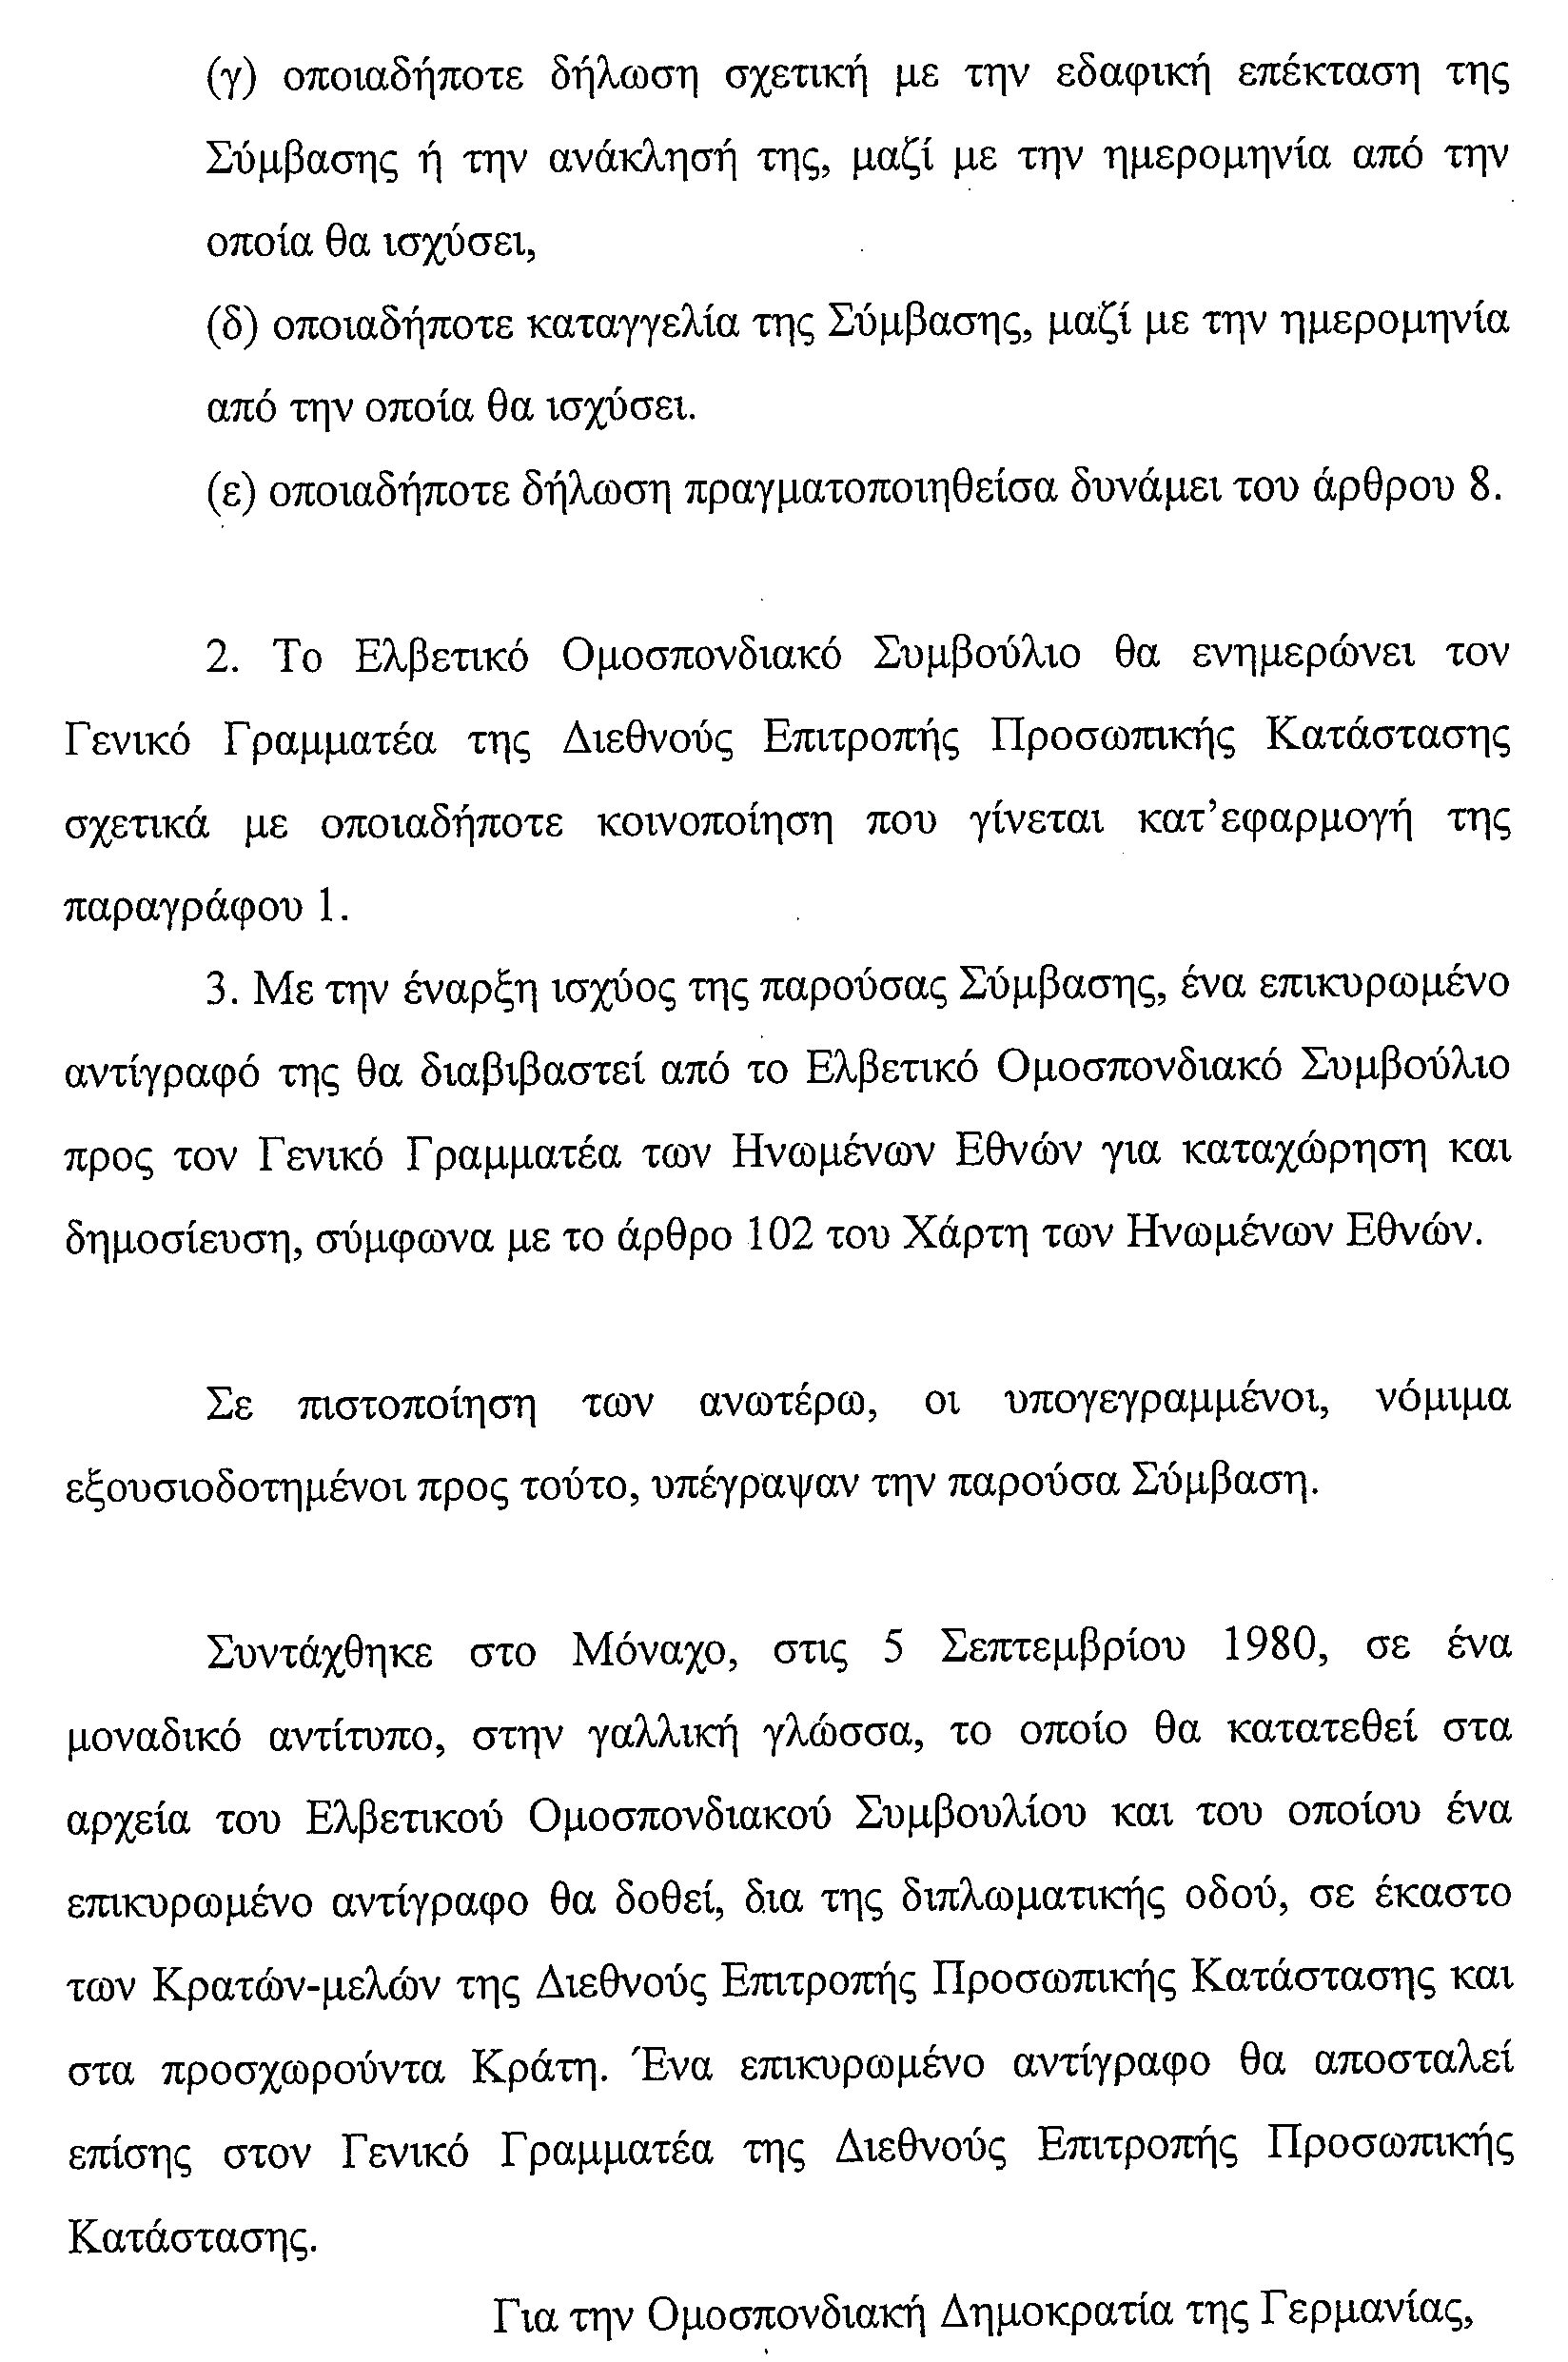 (γ) οποιαδήποτε δήλωση σχετική με την εδαφική επέκταση της
Σύμβασης ή την ανάκλησή της, μαζί με την ημερομηνία από την
οποία θα ισχύσει,
(δ) οποιαδήποτε καταγγελία της Σύμβασης, μαζί με την ημερομηνία
από την οποία θα ισχύσει.
(ε) οποιαδήποτε δήλωση πραγματοποιηθείσα δυνάμει του άρθρου 8.
2. Το Ελβετικό Ομοσπονδιακό Συμβούλιο θα ενημερώνει τον
Γενικό Γραμματέα της Διεθνούς Επιτροπής Προσωπικής Κατάστασης
σχετικά με οποιαδήποτε κοινοποίηση που γίνεται κατ’εφαρμογή της
παραγράφου 1.
3. Με την έναρξη ισχύος της παρούσας Σύμβασης, ένα επικυρωμένο
αντίγραφό της θα διαβιβαστεί από το Ελβετικό Ομοσπονδιακό Συμβούλιο
προς τον Γενικό Γραμματέα των Ηνωμένων Εθνών για καταχώρηση και
δημοσίευση, σύμφωνα με το άρθρο 102 του Χάρτη των Ηνωμένων Εθνών.
Σε πιστοποίηση των ανωτέρω, οι υπογεγραμμένοι, νόμιμα
εξουσιοδοτημένοι προς τούτο, υπέγραψαν την παρούσα Σύμβαση.
Συντάχθηκε στο Μόναχο, στις 5 Σεπτεμβρίου 1980, σε ένα
μοναδικό αντίτυπο, στην γαλλική γλώσσα, το οποίο θα κατατεθεί στα
αρχεία του Ελβετικού Ομοσπονδιακού Συμβουλίου και του οποίου ένα
επικυρωμένο αντίγραφο θα δοθεί, δια της διπλωματικής οδού, σε έκαστο
των Κρατών-μελών της Διεθνούς Επιτροπής Προσωπικής Κατάστασης και
στα προσχωρούντα Κράτη. Ένα επικυρωμένο αντίγραφο θα αποσταλεί
επίσης στον Γενικό Γραμματέα της Διεθνούς Επιτροπής Προσωπικής
Κατάστασης.
Για την Ομοσπονδιακή Δημοκρατία της Γερμανίας,